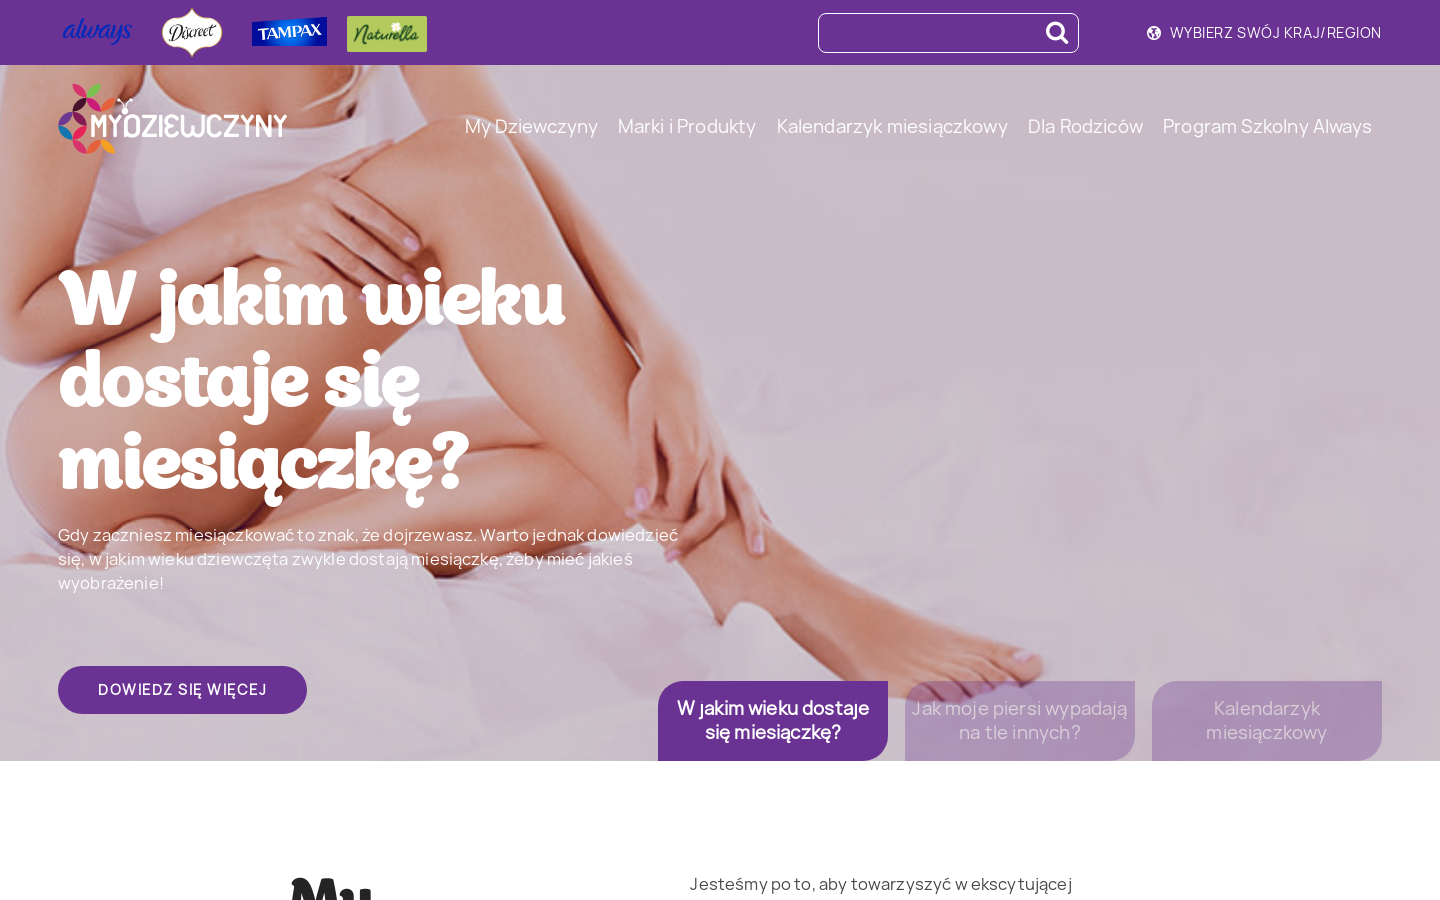 always
Discreet
TAMPAX
Naturella
WYBIERZ SWÓJ KRAJ/REGION
MYDZIEWCZYNY
My Dziewczyny
Marki i Produkty
Kalendarzyk miesiączkowy
Dla Rodziców
Program Szkolny Always
W jakim wieku
dostaje się
miesiączkę?
Gdy zaczniesz miesiączkować to znak, że dojrzewasz. Warto jednak dowiedzieć
się, w jakim wieku dziewczęta zwykle dostają miesiączkę, żeby mieć jakieś
wyobrażenie!
DOWIEDZ SIĘ WIĘCEJ
W jakim wieku dostaje
się miesiączkę?
Jak moje piersi wypadają
na tle innych?
Kalendarzyk
miesiączkowy
My
Jesteśmy po to, aby towarzyszyć w ekscytującej